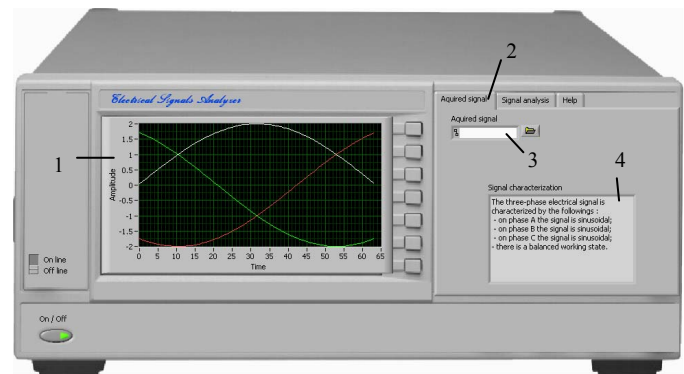 2
Electrical Signals Analyzer
Aquired signal
Signal analysis
Help
Aquired signal
1
3
4
Amplitude
2
1.5
1
0.5
0
-0.5
-1
-1.5
-2
0 5 10 15 20 25 30 35 40 45 50 55 60 65
Time
Signal characterization
The three-phase electrical signal is
characterized by the followings :
- on phase A the signal is sinusoidal;
- on phase B the signal is sinusoidal;
- on phase C the signal is sinusoidal;
- there is a balanced working state.
On line
Off line
On / Off